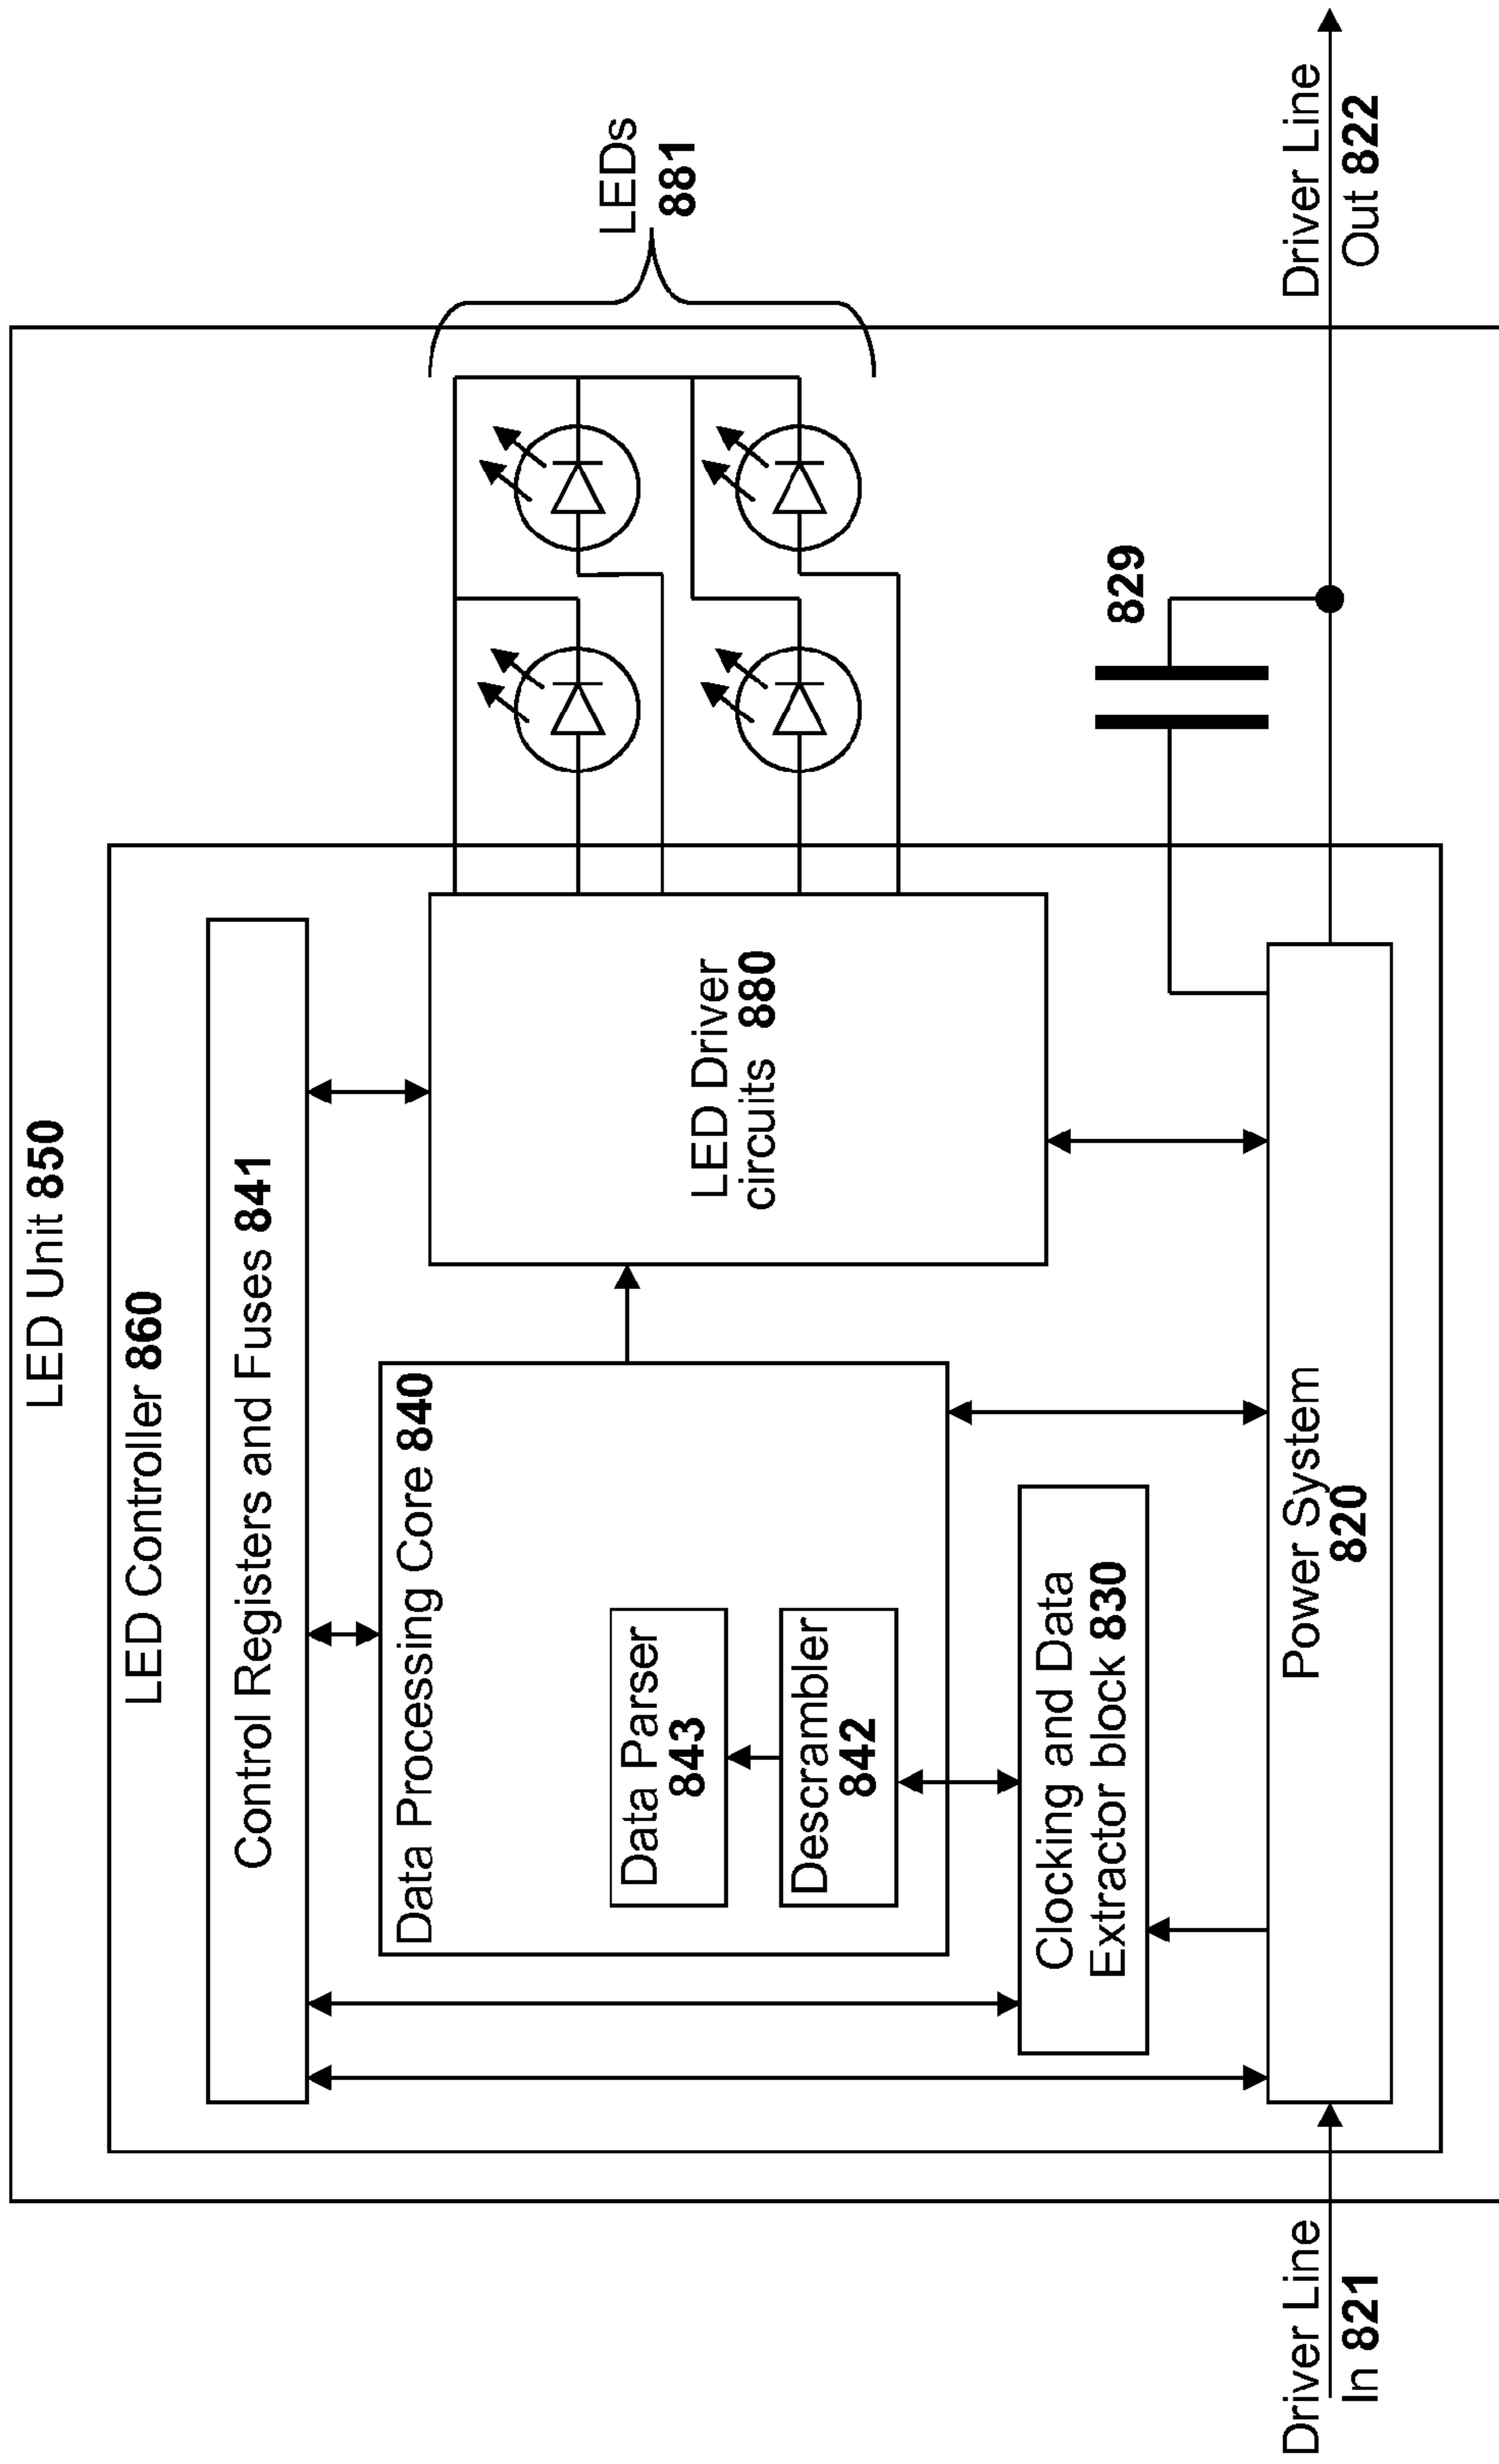 LED Unit 850
LED Controller 860
Control Registers and Fuses 841
Data Processing Core 840
Data Parser
843
Descrambler
842
Clocking and Data
Extractor block 830
LED Driver
circuits 880
LEDs
881
829
Power System
820
Driver Line
In 821
Driver Line
Out 822